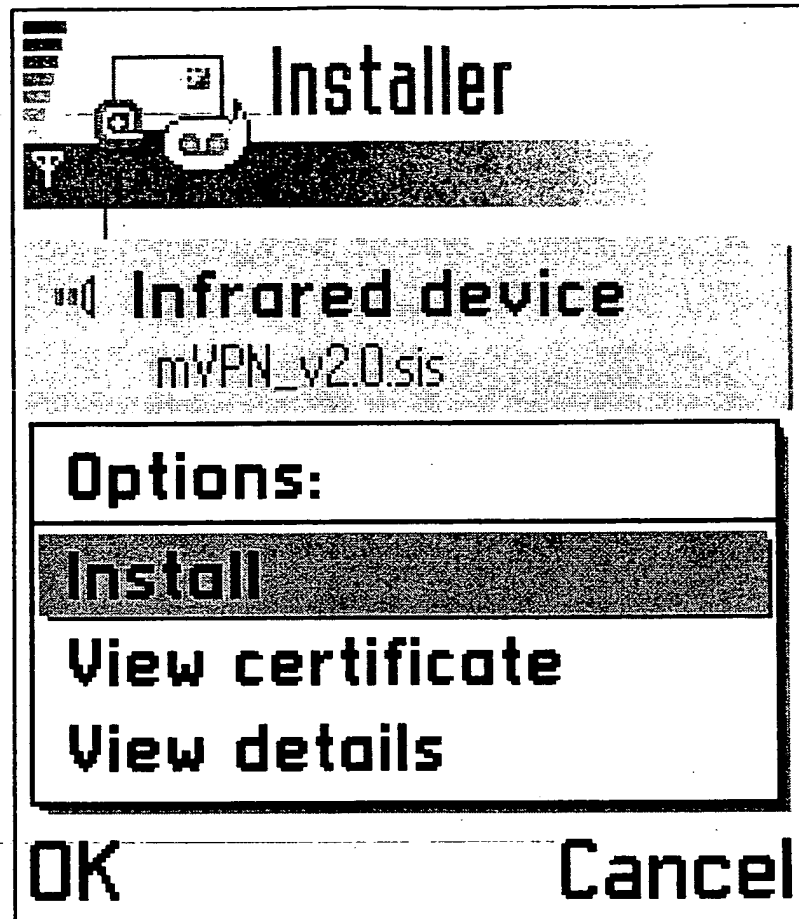 Installer
Infrared device
mVPN_v2.0.sis
Options:
Install
View certificate
View details
OK Cancel